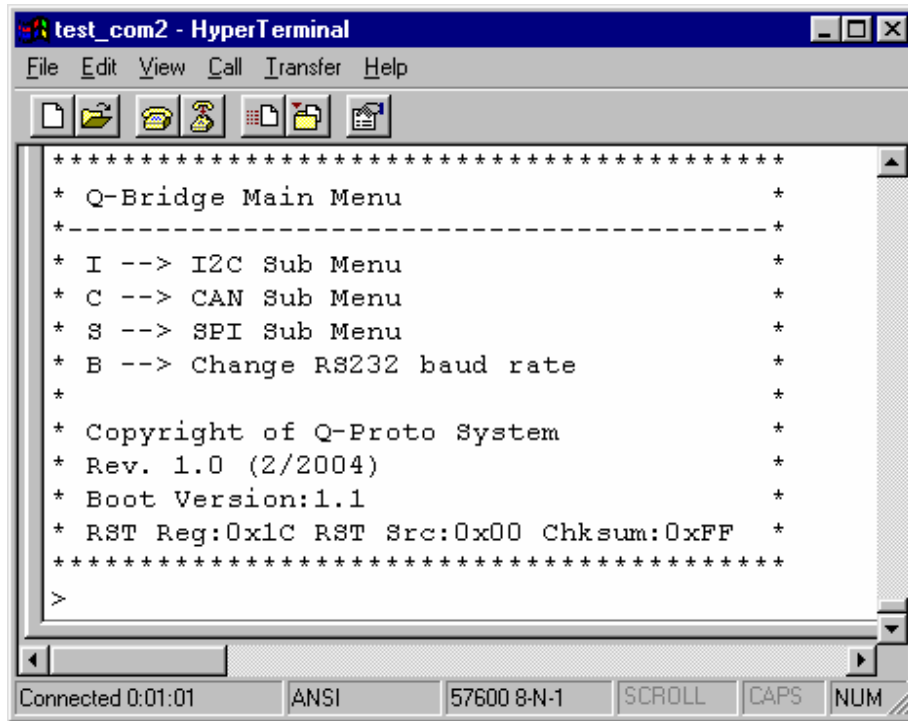 test_com2 - HyperTerminal
File Edit View Call Transfer Help
******************************************
* Q-Bridge Main Menu *
*----------------------------------------*
* I --> I2C Sub Menu *
* C --> CAN Sub Menu *
* S --> SPI Sub Menu *
* B --> Change RS232 baud rate *
* *
* Copyright of Q-Proto System *
* Rev. 1.0 (2/2004) *
* Boot Version:1.1 *
* RST Reg:0x1C RST Src:0x00 Chksum:0xFF *
******************************************
>
Connected 0:01:01 ANSI 57600 8-N-1 SCROLL CAPS NUM